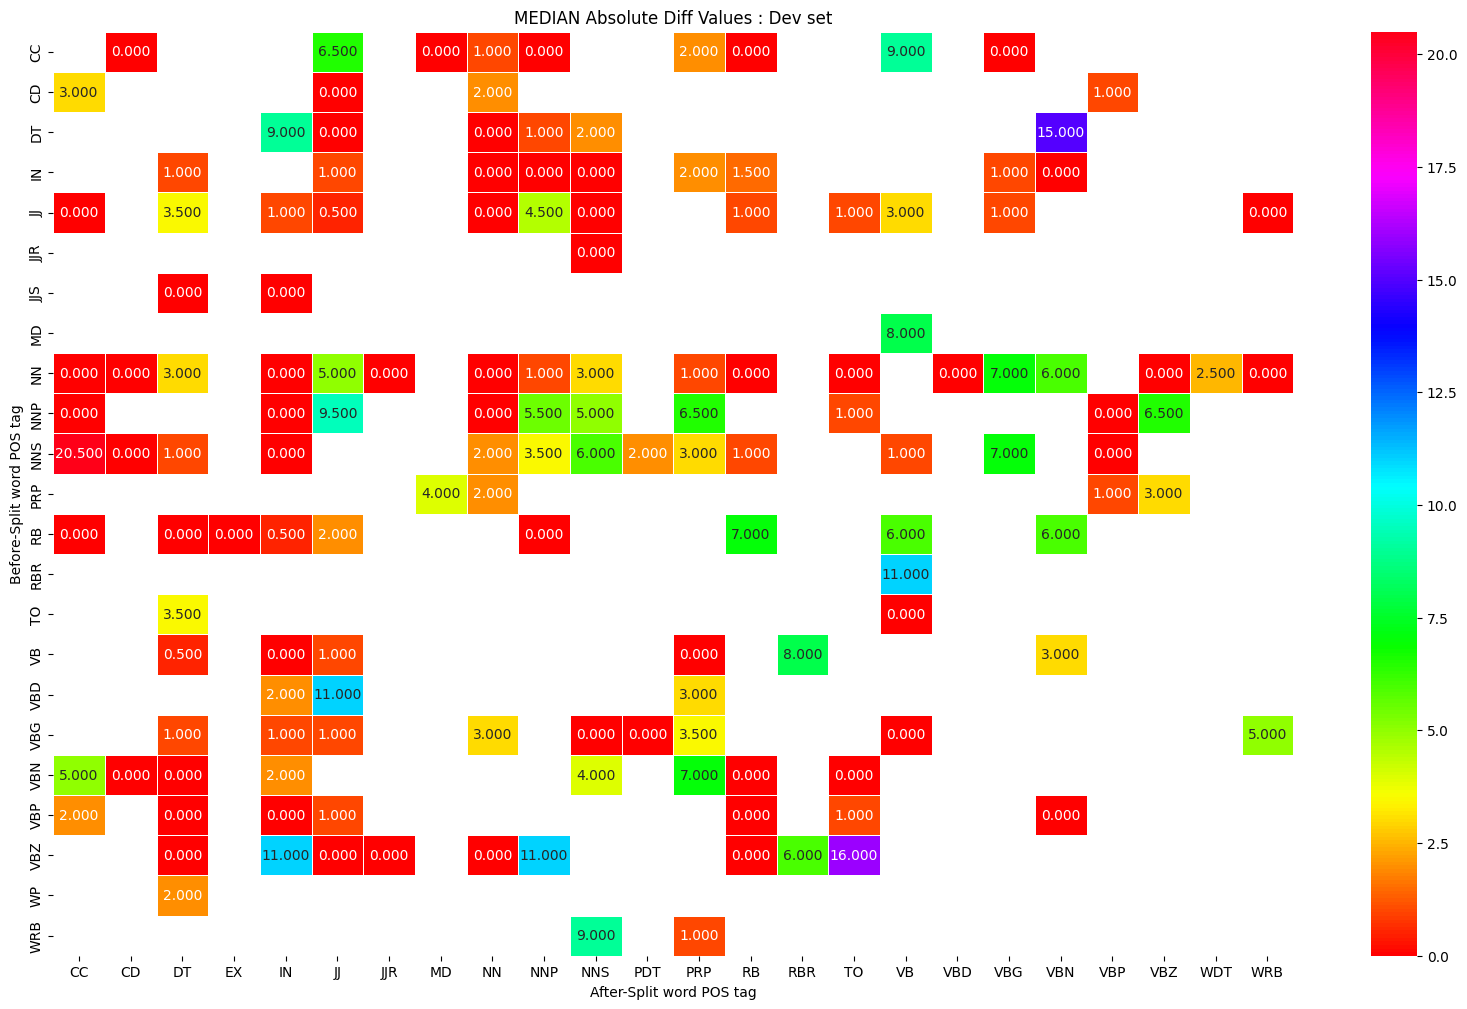 MEDIAN Absolute Diff Values : Dev set
CC 0.000 6.500 0.000 1.000 0.000 2.000 0.000 9.000 0.000
CD 3.000 0.000 2.000 1.000
DT 9.000 0.000 0.000 1.000 2.000 15.000
IN 1.000 1.000 0.000 0.000 0.000 2.000 1.500 1.000 0.000
JJ 0.000 3.500 1.000 0.500 0.000 4.500 0.000 1.000 1.000 3.000 1.000 0.000
JJR 0.000
JJS 0.000 0.000
MD 8.000
NN 0.000 0.000 3.000 0.000 5.000 0.000 0.000 1.000 3.000 1.000 0.000 0.000 0.000 7.000 6.000 0.000 2.500 0.000
NNP 0.000 0.000 9.500 0.000 5.500 5.000 6.500 1.000 0.000 6.500
NNS 20.500 0.000 1.000 0.000 2.000 3.500 6.000 2.000 3.000 1.000 1.000 7.000 0.000
PRP 4.000 2.000 1.000 3.000
RB 0.000 0.000 0.000 0.500 2.000 0.000 7.000 6.000 6.000
RBR 11.000
TO 3.500 0.000
VB 0.500 0.000 1.000 0.000 8.000 3.000
VBD 2.000 11.000 3.000
VBG 1.000 1.000 1.000 3.000 0.000 0.000 3.500 0.000 5.000
VBN 5.000 0.000 0.000 2.000 4.000 7.000 0.000 0.000
VBP 2.000 0.000 0.000 1.000 0.000 1.000 0.000
VBZ 0.000 11.000 0.000 0.000 0.000 11.000 0.000 6.000 16.000
WP 2.000
WRB 9.000 1.000
CC CD DT EX IN JJ JJR MD NN NNP NNS PDT PRP RB RBR TO VB VBD VBG VBN VBP VBZ WDT WRB
After-Split word POS tag
Before-Split word POS tag
20.0
17.5
15.0
12.5
10.0
7.5
5.0
2.5
0.0